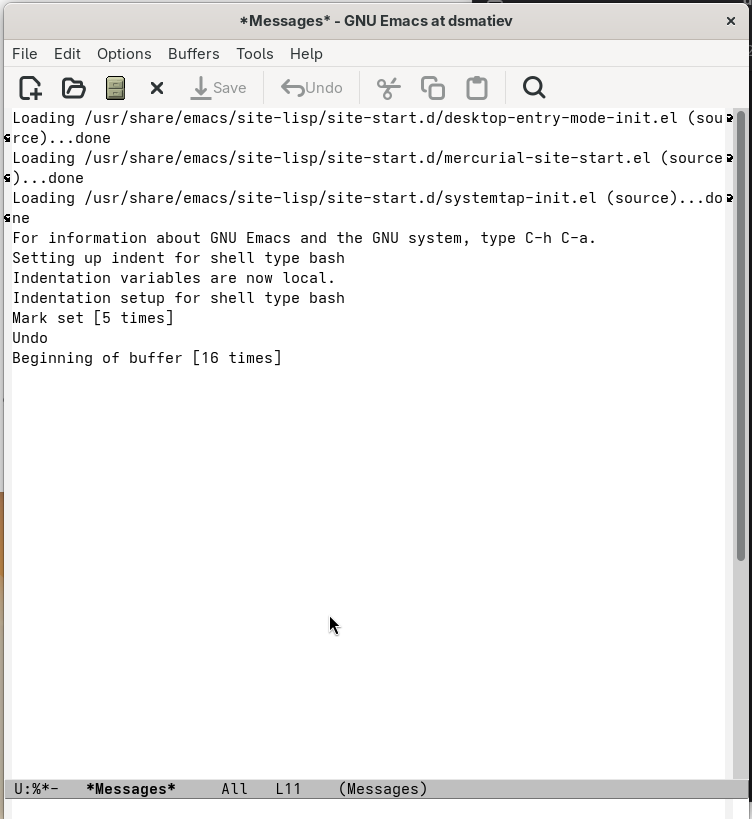 *Messages* - GNU Emacs at dsmatiev
File Edit Options Buffers Tools Help
Save Undo
Loading /usr/share/emacs/site-lisp/site-start.d/desktop-entry-mode-init.el (sou
rce)...done
Loading /usr/share/emacs/site-lisp/site-start.d/mercurial-site-start.el (source
)...done
Loading /usr/share/emacs/site-lisp/site-start.d/systemtap-init.el (source)...do
ne
For information about GNU Emacs and the GNU system, type C-h C-a.
Setting up indent for shell type bash
Indentation variables are now local.
Indentation setup for shell type bash
Mark set [5 times]
Undo
Beginning of buffer [16 times]
U:%*- *Messages* All L11 (Messages)